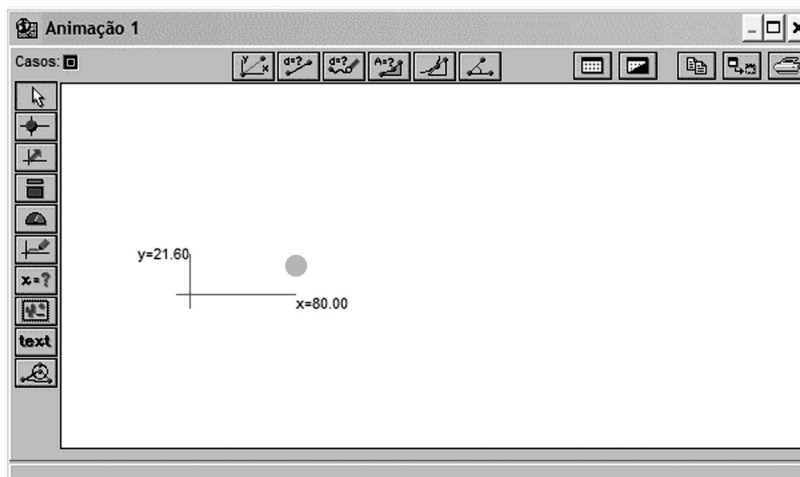 Animação 1
Casos:
y
x
d=?
d=?
A=?
x=?
text
y=21.60
x=80.00